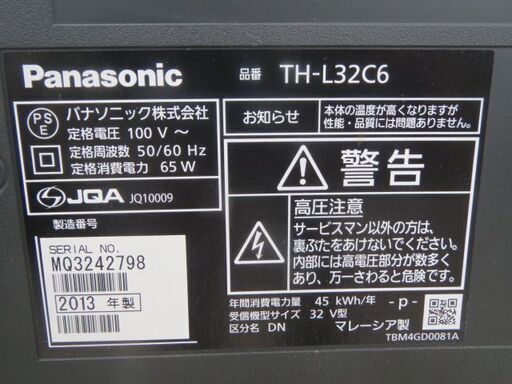 Panasonic
品番 TH-L32C6
PS
E
パナソニック株式会社
定格電圧 100 V ～
定格周波数 50/60 Hz
定格消費電力 65 W
お知らせ
本体の温度が高くなりますが
性能・品質には問題ありません。
JQA JQ10009
製造番号
SERIAL NO.
MQ3242798
2013 年製
警告
高圧注意
サービスマン以外の方は、
裏ぶたをあけないでください。
内部には高電圧部分が数多く
あり、万一さわると危険です。
年間消費電力量 45 kWh/年
受信機型サイズ 32 V型
区分名 DN
-p-
マレーシア製
TBM4GD0081A